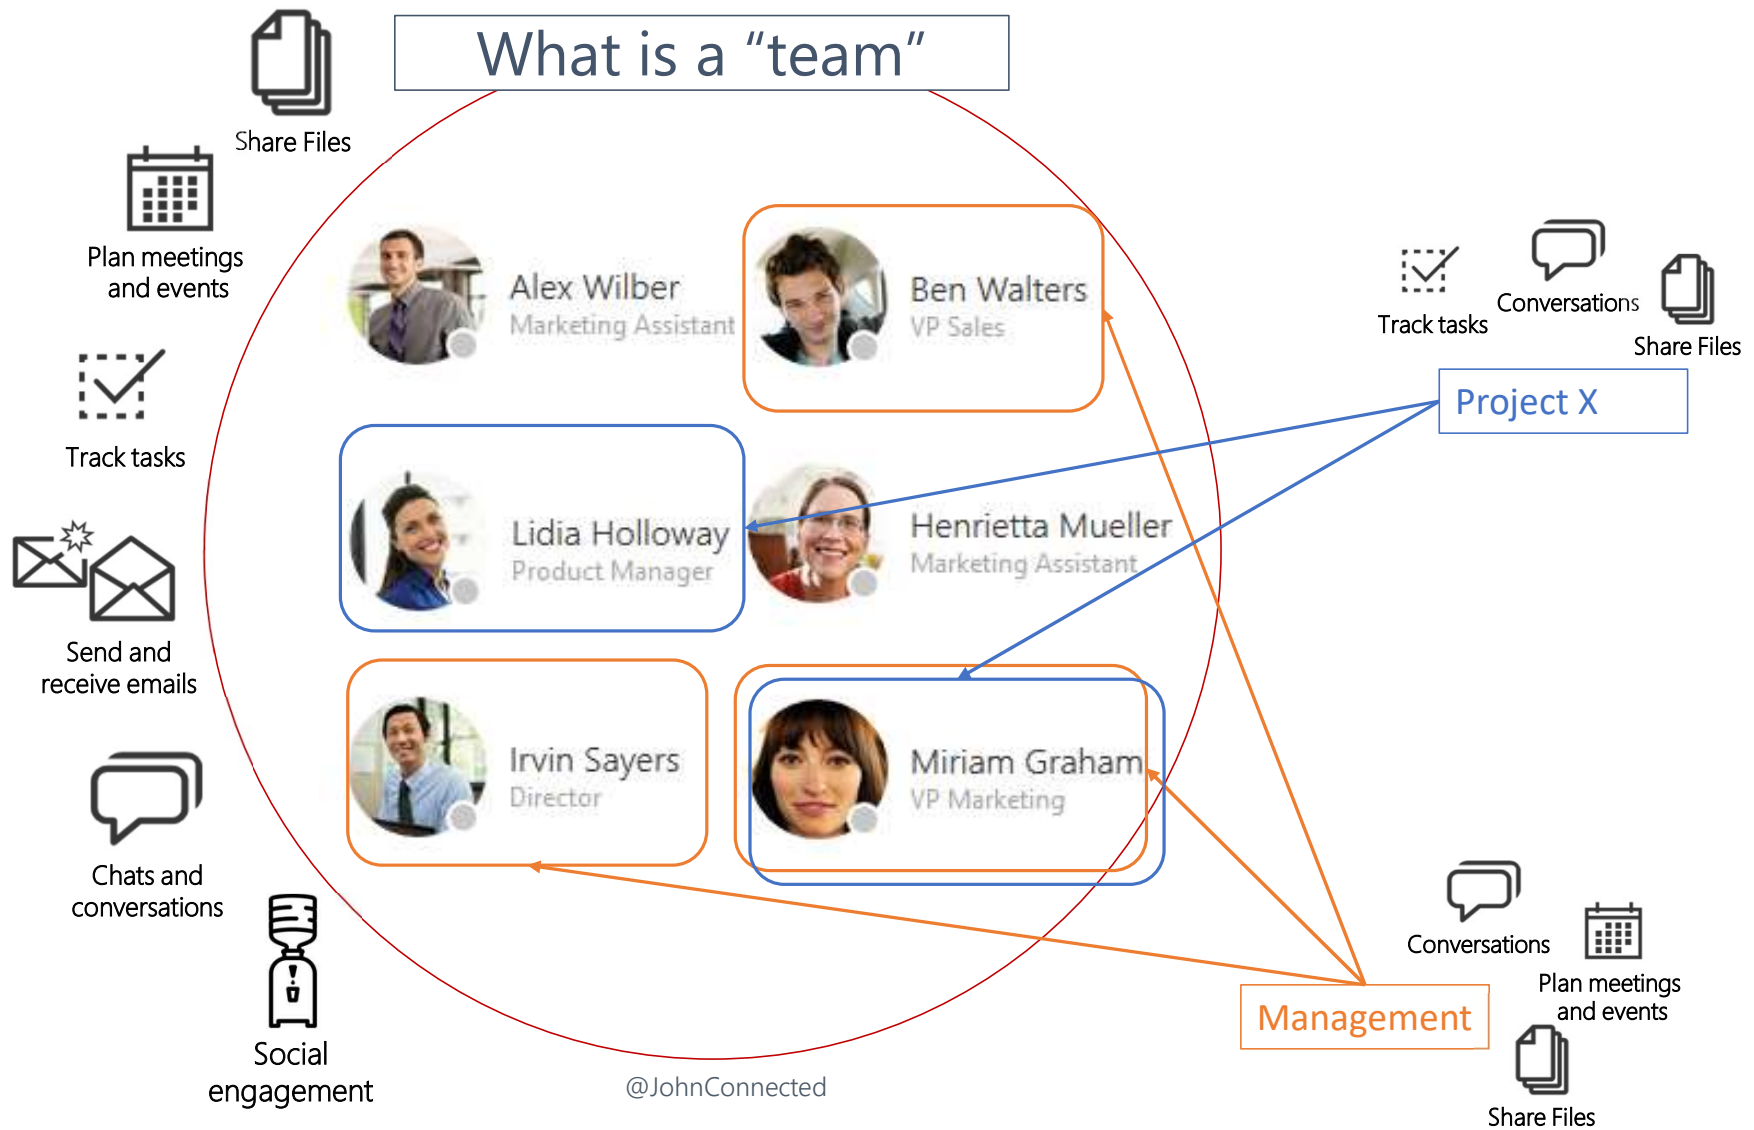 What is a “team”
Share Files
Plan meetings
and events
Track tasks
Send and
receive emails
Chats and
conversations
Social
engagement
Alex Wilber
Marketing Assistant
Ben Walters
VP Sales
Lidia Holloway
Product Manager
Henrietta Mueller
Marketing Assistant
Irvin Sayers
Director
Miriam Graham
VP Marketing
Track tasks
Conversations
Share Files
Project X
Conversations
Plan meetings
and events
Management
Share Files
@JohnConnected